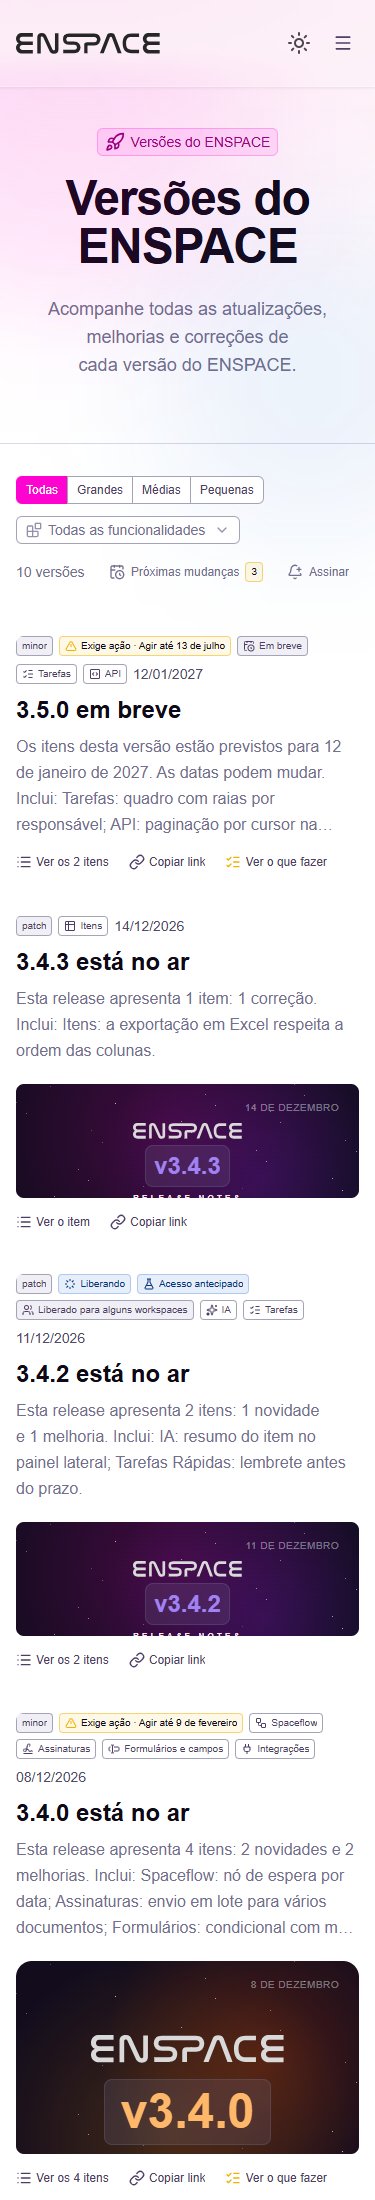 ENSPACE
Versões do ENSPACE
Versões do
ENSPACE
Acompanhe todas as atualizações,
melhorias e correções de
cada versão do ENSPACE.
Todas Grandes Médias Pequenas
Todas as funcionalidades
10 versões Próximas mudanças 3 Assinar
minor Exige ação · Agir até 13 de julho Em breve
Tarefas API 12/01/2027
3.5.0 em breve
Os itens desta versão estão previstos para 12
de janeiro de 2027. As datas podem mudar.
Inclui: Tarefas: quadro com raias por
responsável; API: paginação por cursor na…
Ver os 2 itens Copiar link Ver o que fazer
patch Itens 14/12/2026
3.4.3 está no ar
Esta release apresenta 1 item: 1 correção.
Inclui: Itens: a exportação em Excel respeita a
ordem das colunas.
14 DE DEZEMBRO
ENSPACE
v3.4.3
RELEASE NOTES
Ver o item Copiar link
patch Liberando Acesso antecipado
Liberado para alguns workspaces IA Tarefas
11/12/2026
3.4.2 está no ar
Esta release apresenta 2 itens: 1 novidade
e 1 melhoria. Inclui: IA: resumo do item no
painel lateral; Tarefas Rápidas: lembrete antes
do prazo.
11 DE DEZEMBRO
ENSPACE
v3.4.2
RELEASE NOTES
Ver os 2 itens Copiar link
minor Exige ação · Agir até 9 de fevereiro Spaceflow
Assinaturas Formulários e campos Integrações
08/12/2026
3.4.0 está no ar
Esta release apresenta 4 itens: 2 novidades e 2
melhorias. Inclui: Spaceflow: nó de espera por
data; Assinaturas: envio em lote para vários
documentos; Formulários: condicional com m…
8 DE DEZEMBRO
ENSPACE
v3.4.0
Ver os 4 itens Copiar link Ver o que fazer